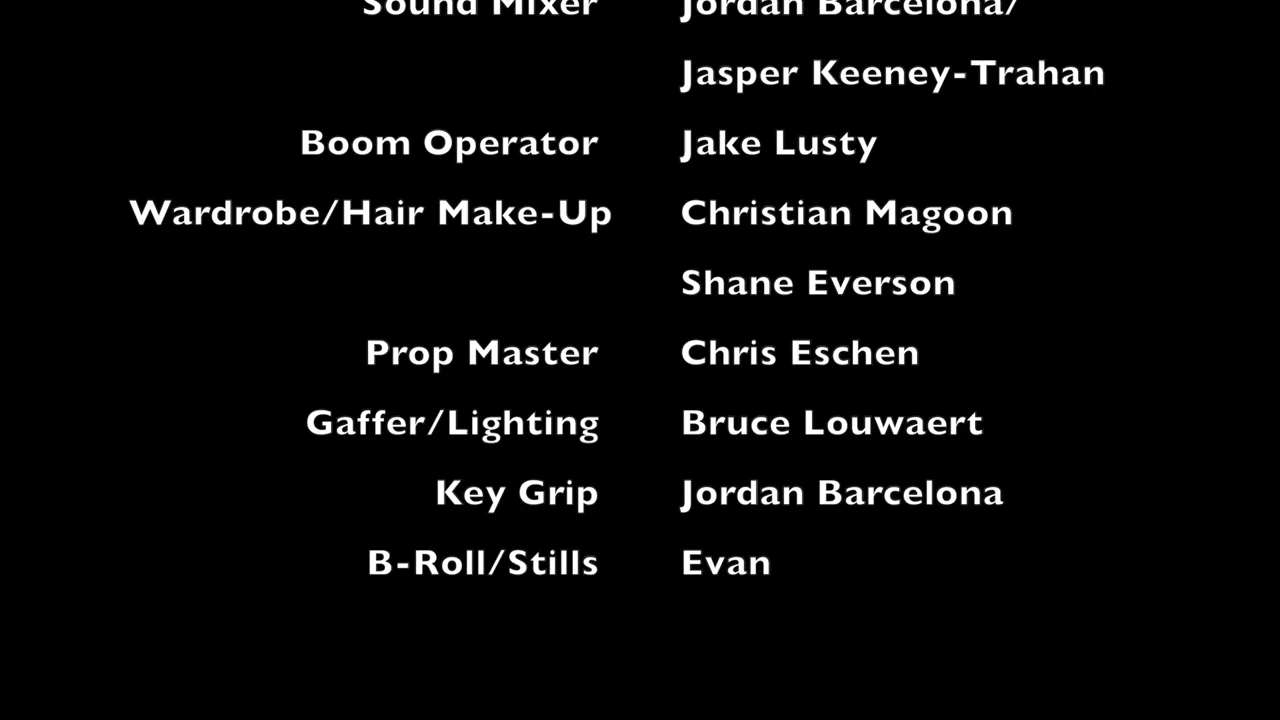 Sound Mixer Jordan Barcelona/
Jasper Keeney-Trahan
Boom Operator Jake Lusty
Wardrobe/Hair Make-Up Christian Magoon
Shane Everson
Prop Master Chris Eschen
Gaffer/Lighting Bruce Louwaert
Key Grip Jordan Barcelona
B-Roll/Stills Evan